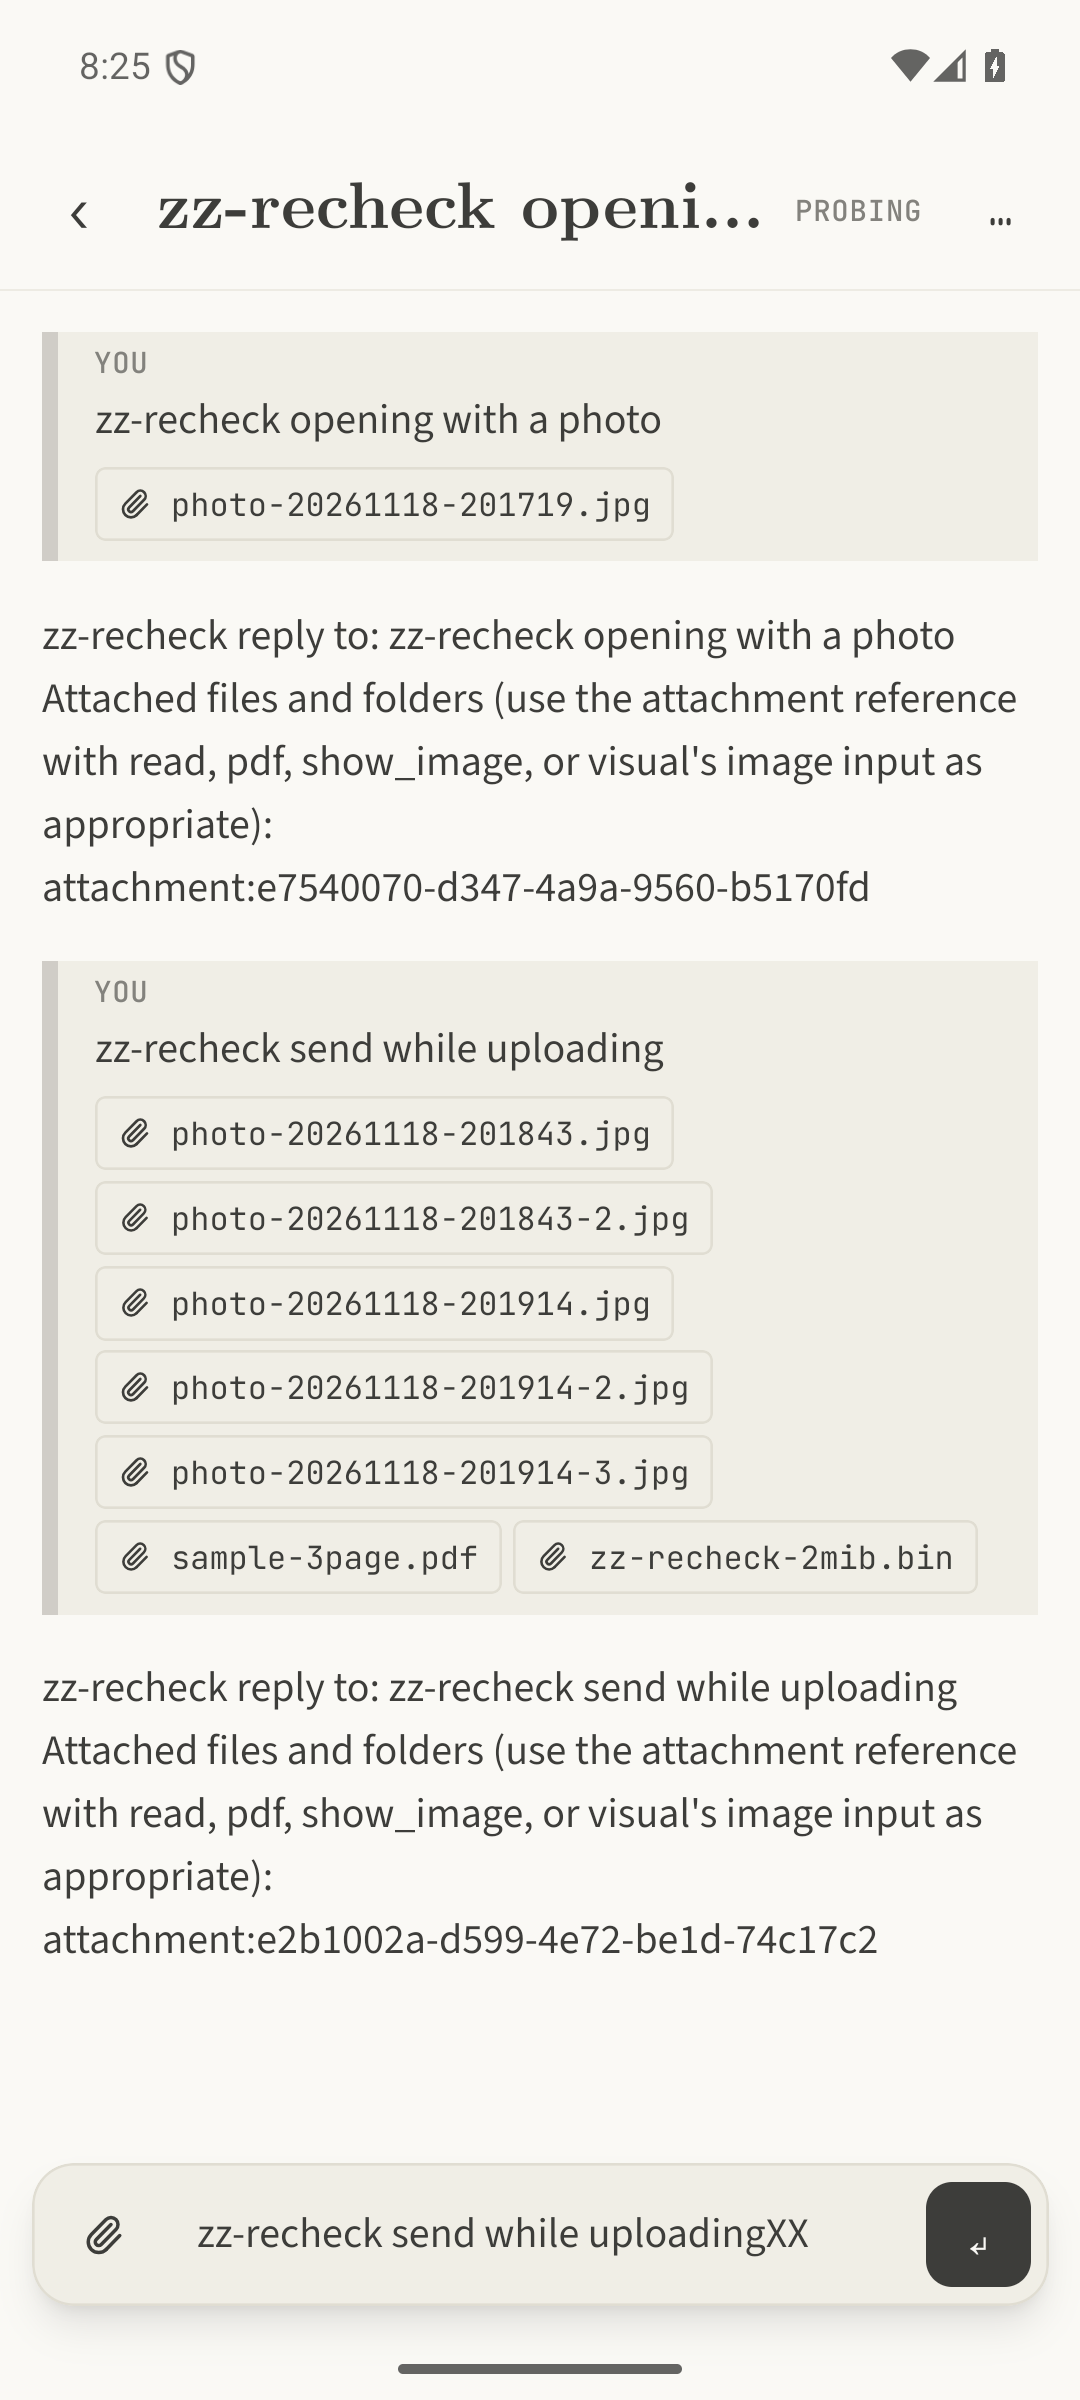 8:25
zz-recheck openi...
PROBING
...
YOU
zz-recheck opening with a photo
photo-20261118-201719.jpg
zz-recheck reply to: zz-recheck opening with a photo
Attached files and folders (use the attachment reference
with read, pdf, show_image, or visual's image input as
appropriate):
attachment:e7540070-d347-4a9a-9560-b5170fd
YOU
zz-recheck send while uploading
photo-20261118-201843.jpg
photo-20261118-201843-2.jpg
photo-20261118-201914.jpg
photo-20261118-201914-2.jpg
photo-20261118-201914-3.jpg
sample-3page.pdf zz-recheck-2mib.bin
zz-recheck reply to: zz-recheck send while uploading
Attached files and folders (use the attachment reference
with read, pdf, show_image, or visual's image input as
appropriate):
attachment:e2b1002a-d599-4e72-be1d-74c17c2
zz-recheck send while uploadingXX